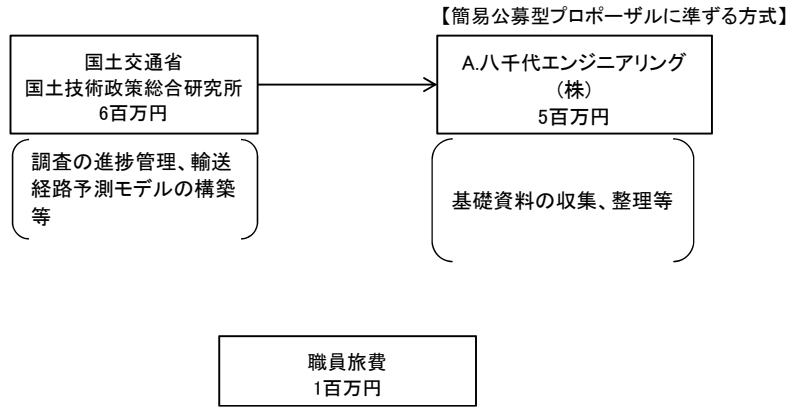 【簡易公募型プロポーザルに準ずる方式】
国土交通省
国土技術政策総合研究所
6百万円
A.八千代エンジニアリング
(株)
5百万円
調査の進捗管理、輸送
経路予測モデルの構築
等
基礎資料の収集、整理等
職員旅費
1百万円